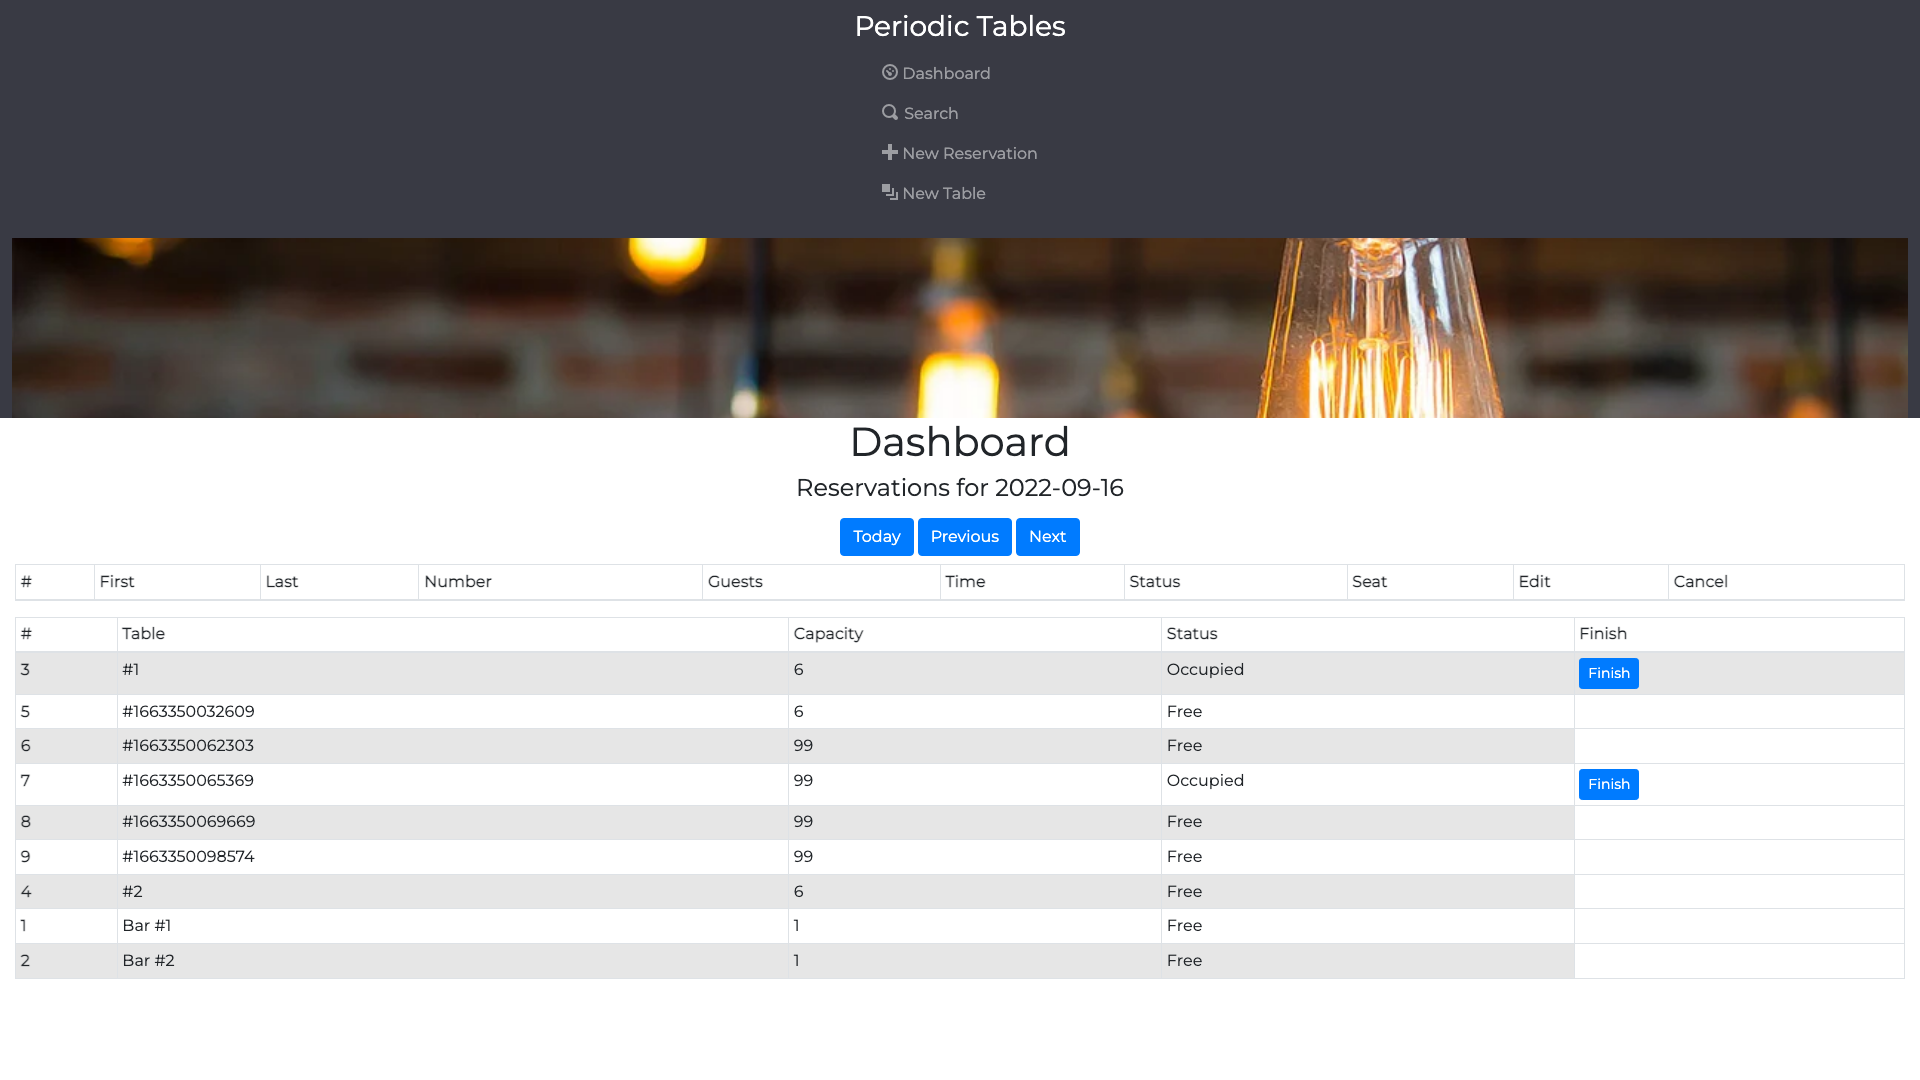 Periodic Tables
Dashboard
Search
New Reservation
New Table
Dashboard
Reservations for 2022-09-16
Today Previous Next
# First Last Number Guests Time Status Seat Edit Cancel
# Table Capacity Status Finish
3 #1 6 Occupied Finish
5 #1663350032609 6 Free
6 #1663350062303 99 Free
7 #1663350065369 99 Occupied Finish
8 #1663350069669 99 Free
9 #1663350098574 99 Free
4 #2 6 Free
1 Bar #1 1 Free
2 Bar #2 1 Free